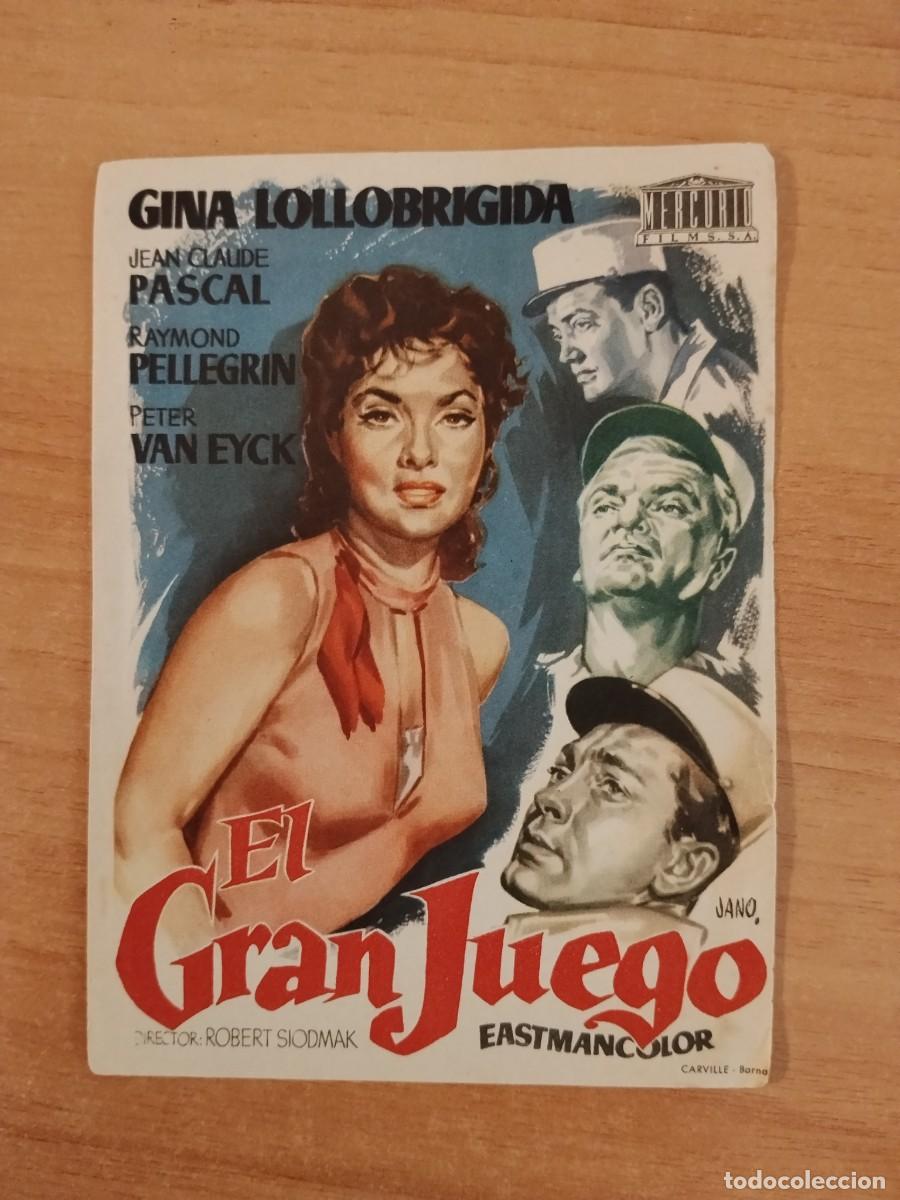 GINA LOLLOBRIGIDA
JEAN CLAUDE
PASCAL
RAYMOND
PELLEGRIN
PETER
VAN EYCK
MERCURIO
FILMS. S.A.
El
Gran Juego
JANO.
DIRECTOR: ROBERT SIODMAK
EASTMANCOLOR
CARVILLE - Barna
todocoleccion